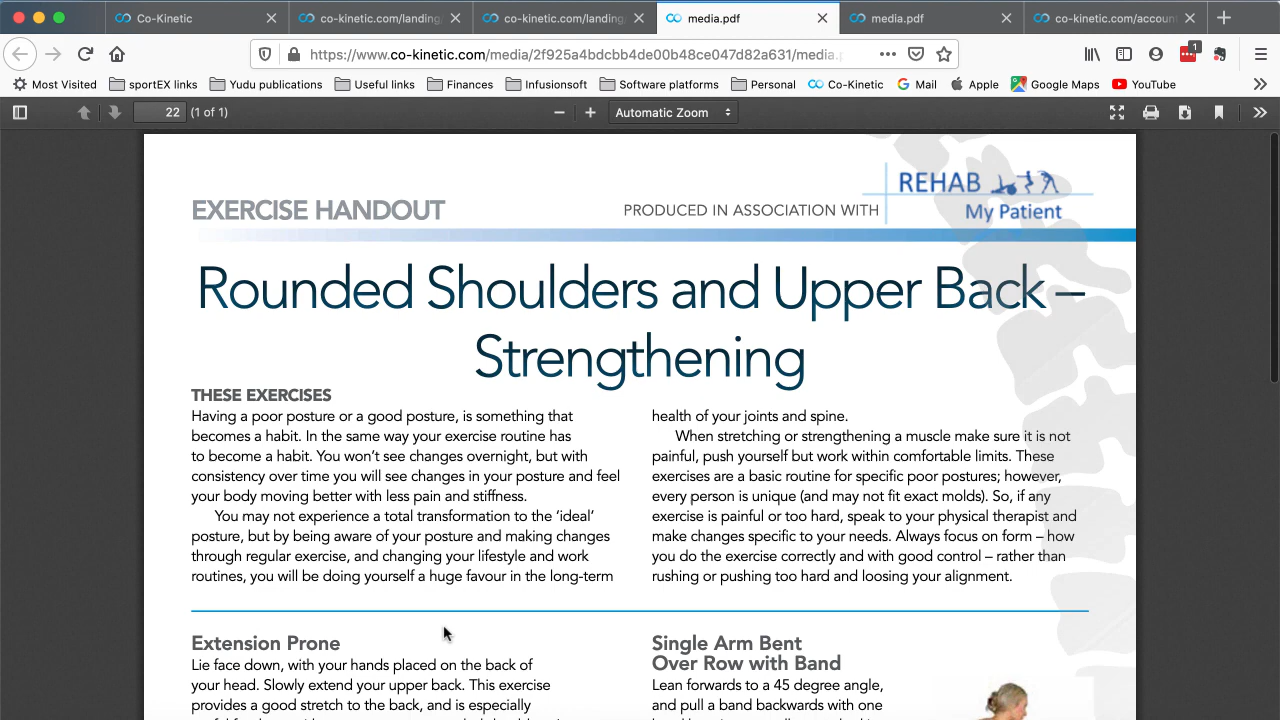 Co-Kinetic
co-kinetic.com/landing
co-kinetic.com/landing
media.pdf
media.pdf
co-kinetic.com/accoun
https://www.co-kinetic.com/media/2f925a4bdcbb4de00b48ce047d82a631/media.p
1
Most Visited
sportEX links
Yudu publications
Useful links
Finances
Infusionsoft
Software platforms
Personal
Co-Kinetic
Mail
Apple
Google Maps
YouTube
22 (1 of 1)
Automatic Zoom
EXERCISE HANDOUT
PRODUCED IN ASSOCIATION WITH
REHAB
My Patient
Rounded Shoulders and Upper Back –
Strengthening
THESE EXERCISES
Having a poor posture or a good posture, is something that
becomes a habit. In the same way your exercise routine has
to become a habit. You won't see changes overnight, but with
consistency over time you will see changes in your posture and feel
your body moving better with less pain and stiffness.
You may not experience a total transformation to the 'ideal'
posture, but by being aware of your posture and making changes
through regular exercise, and changing your lifestyle and work
routines, you will be doing yourself a huge favour in the long-term
health of your joints and spine.
When stretching or strengthening a muscle make sure it is not
painful, push yourself but work within comfortable limits. These
exercises are a basic routine for specific poor postures; however,
every person is unique (and may not fit exact molds). So, if any
exercise is painful or too hard, speak to your physical therapist and
make changes specific to your needs. Always focus on form – how
you do the exercise correctly and with good control – rather than
rushing or pushing too hard and loosing your alignment.
Extension Prone
Lie face down, with your hands placed on the back of
your head. Slowly extend your upper back. This exercise
provides a good stretch to the back, and is especially
Single Arm Bent
Over Row with Band
Lean forwards to a 45 degree angle,
and pull a band backwards with one